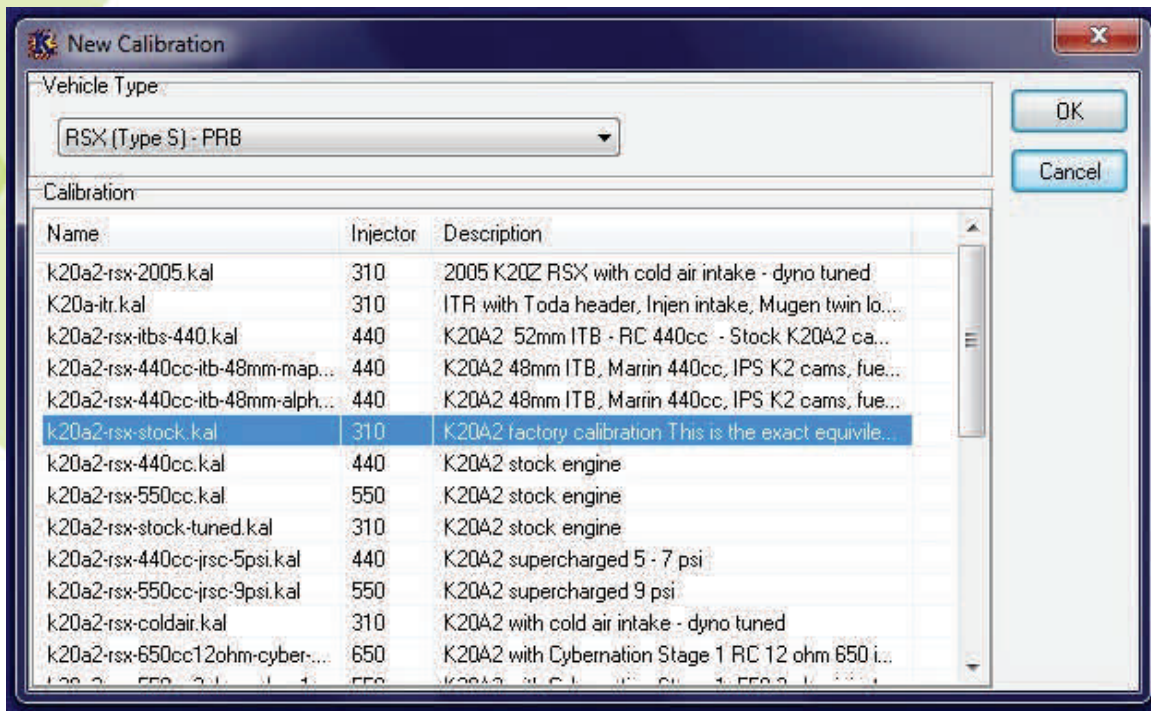 New Calibration
Vehicle Type
RSX (Type S) - PRB
OK
Cancel
Calibration
Name Injector Description
k20a2-rsx-2005.kal 310 2005 K20Z RSX with cold air intake - dyno tuned
K20a-itr.kal 310 ITR with Toda header, Injen intake, Mugen twin lo...
k20a2-rsx-itbs-440.kal 440 K20A2 52mm ITB - RC 440cc - Stock K20A2 ca...
k20a2-rsx-440cc-itb-48mm-map... 440 K20A2 48mm ITB, Marrin 440cc, IPS K2 cams, fue...
k20a2-rsx-440cc-itb-48mm-alph... 440 K20A2 48mm ITB, Marrin 440cc, IPS K2 cams, fue...
k20a2-rsx-stock.kal 310 K20A2 factory calibration This is the exact equivile...
k20a2-rsx-440cc.kal 440 K20A2 stock engine
k20a2-rsx-550cc.kal 550 K20A2 stock engine
k20a2-rsx-stock-tuned.kal 310 K20A2 stock engine
k20a2-rsx-440cc-jrsc-5psi.kal 440 K20A2 supercharged 5 - 7 psi
k20a2-rsx-550cc-jrsc-9psi.kal 550 K20A2 supercharged 9 psi
k20a2-rsx-coldair.kal 310 K20A2 with cold air intake - dyno tuned
k20a2-rsx-650cc12ohm-cyber-... 650 K20A2 with Cybernation Stage 1 RC 12 ohm 650 i...